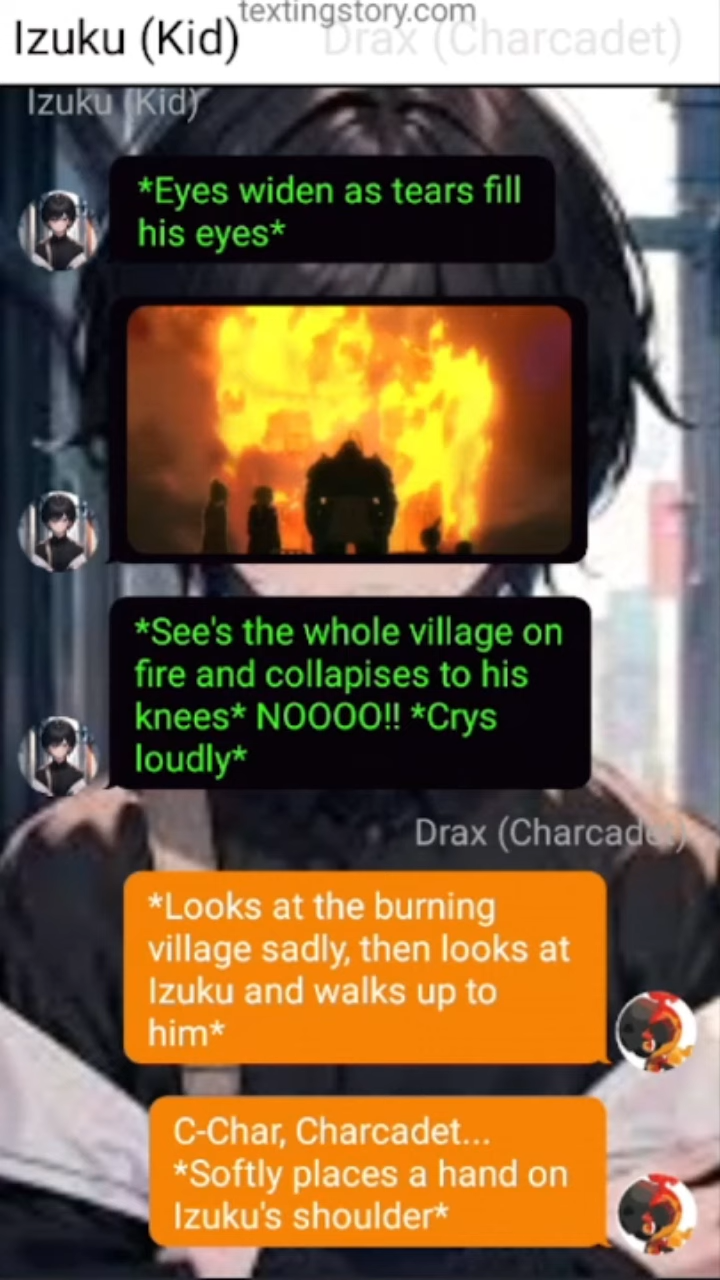 textingstory.com
Izuku (Kid)
Drax (Charcadet)
Izuku (Kid)
*Eyes widen as tears fill
his eyes*
*See's the whole village on
fire and collapises to his
knees* NOOOO!! *Crys
loudly*
Drax (Charcadet)
*Looks at the burning
village sadly, then looks at
Izuku and walks up to
him*
C-Char, Charcadet...
*Softly places a hand on
Izuku's shoulder*